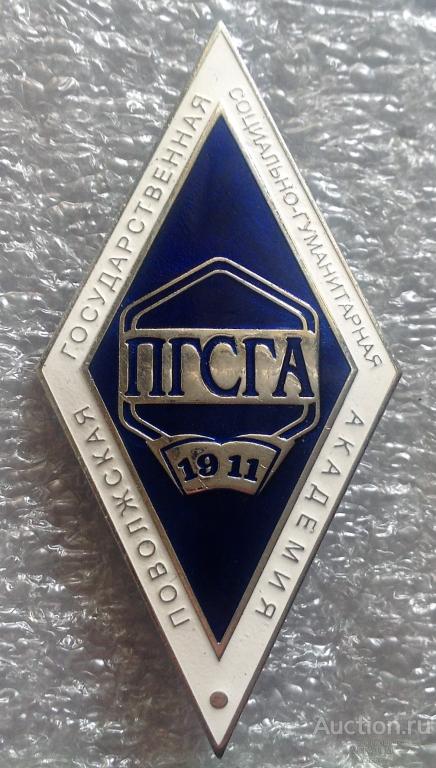 ПОВОЛЖСКАЯ ГОСУДАРСТВЕННАЯ
СОЦИАЛЬНО-ГУМАНИТАРНАЯ АКАДЕМИЯ
ПГСГА
1911
Auction.ru